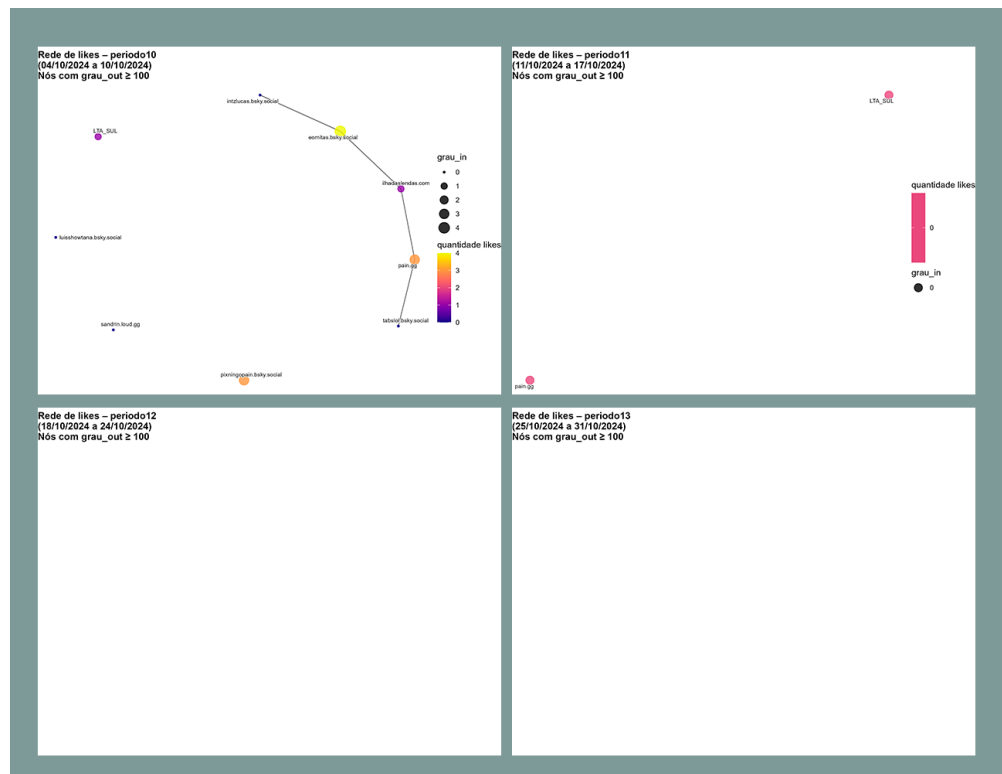 Rede de likes – periodo10
(04/10/2024 a 10/10/2024)
Nós com grau_out ≥ 100
intzlucas.bsky.social
LTA_SUL
eomitas.bsky.social
ilhadaslendas.com
luisshowtana.bsky.social
pain.gg
sandrin.loud.gg
tabslol.bsky.social
pixningopain.bsky.social
grau_in
0
1
2
3
4
quantidade likes
4
3
2
1
0
Rede de likes – periodo11
(11/10/2024 a 17/10/2024)
Nós com grau_out ≥ 100
LTA_SUL
pain.gg
quantidade likes
0
grau_in
0
Rede de likes – periodo12
(18/10/2024 a 24/10/2024)
Nós com grau_out ≥ 100
Rede de likes – periodo13
(25/10/2024 a 31/10/2024)
Nós com grau_out ≥ 100